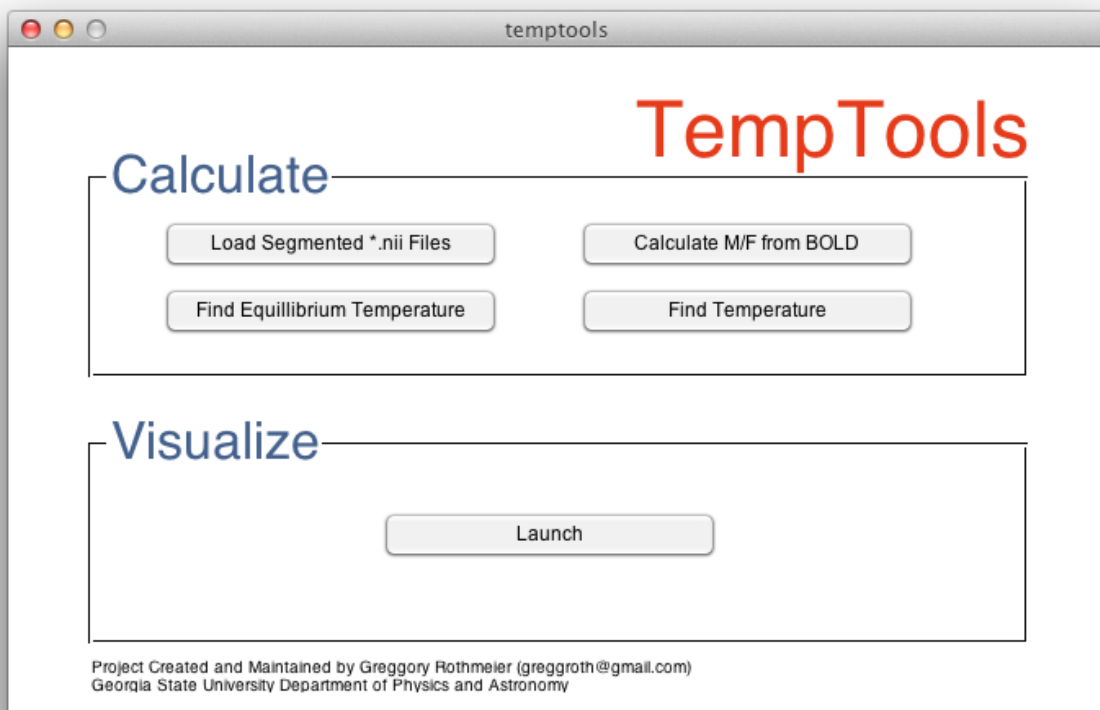 temptools
TempTools
Calculate
Load Segmented *.nii Files
Calculate M/F from BOLD
Find Equillibrium Temperature
Find Temperature
Visualize
Launch
Project Created and Maintained by Greggory Rothmeier (greggroth@gmail.com)
Georgia State University Department of Physics and Astronomy